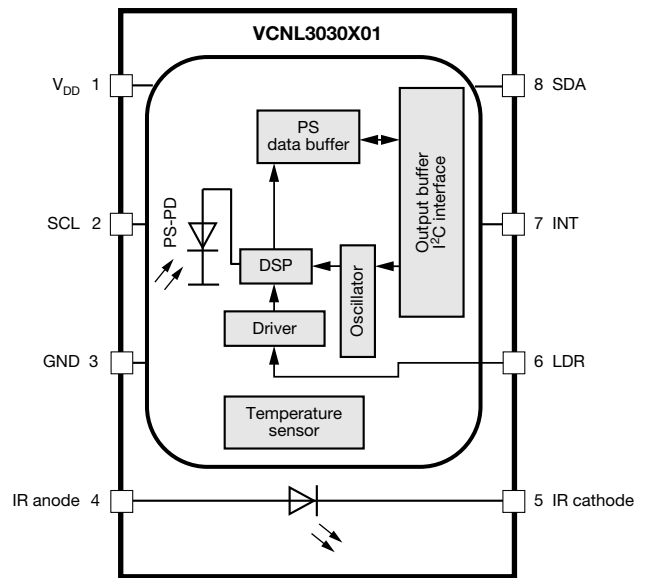 VCNL3030X01
VDD 1
8 SDA
PS
data buffer
Output buffer
I²C interface
PS-PD
SCL 2
7 INT
DSP
Oscillator
Driver
GND 3
6 LDR
Temperature
sensor
IR anode 4
5 IR cathode